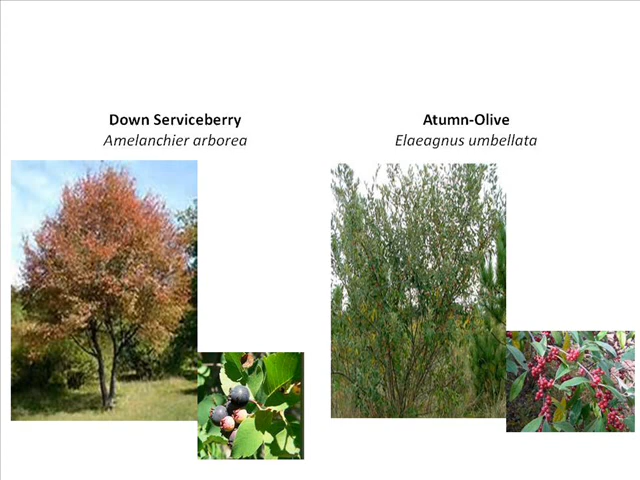 Down Serviceberry
Amelanchier arborea
Atumn-Olive
Elaeagnus umbellata